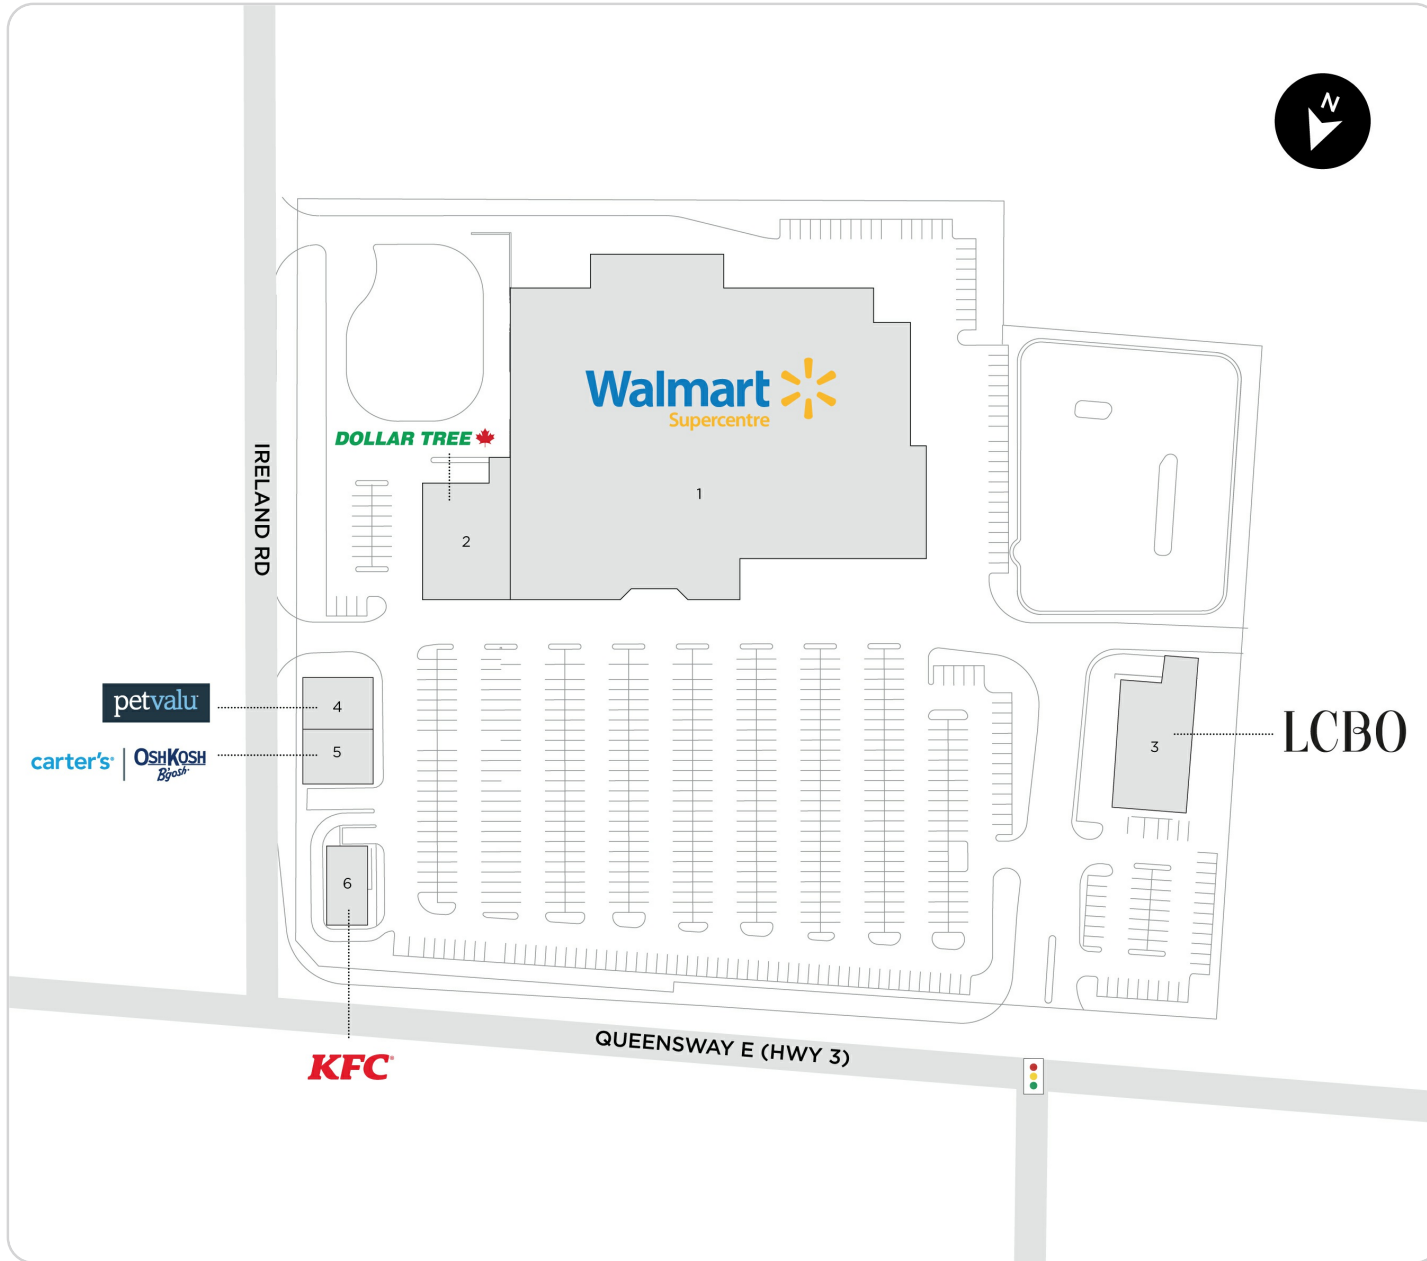 N
Walmart
Supercentre
DOLLAR TREE
1
2
IRELAND RD
petvalu
4
carter's | OSHKOSH
B'gosh
5
3
LCBO
6
KFC
QUEENSWAY E (HWY 3)